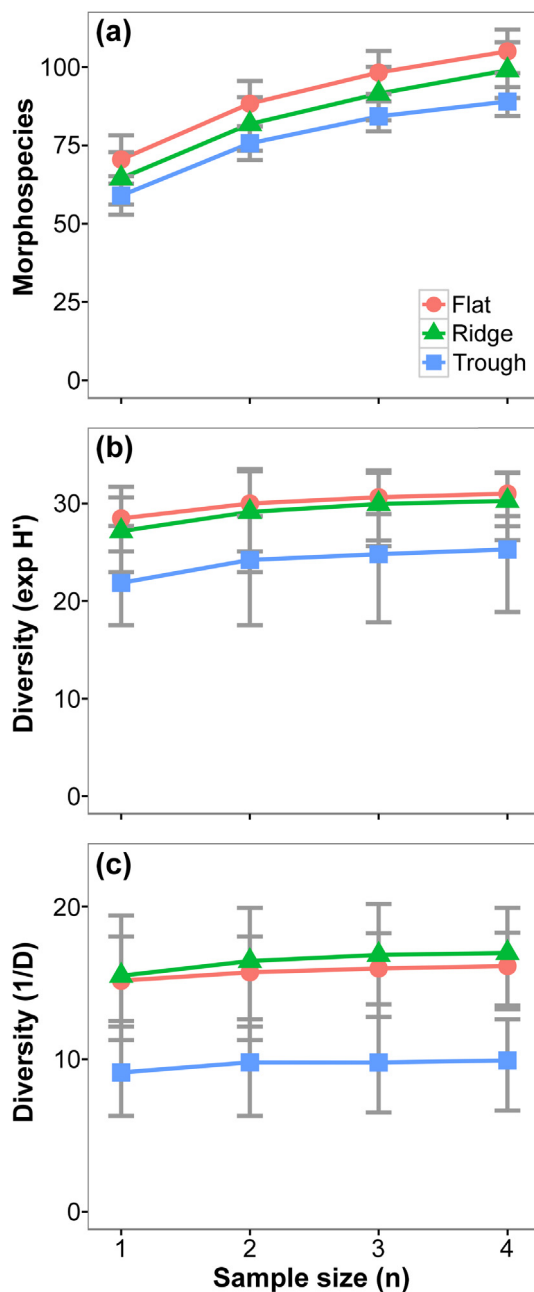 (a)
Morphospecies
100
75
50
25
0
Flat
Ridge
Trough
(b)
Diversity (exp H')
30
20
10
0
(c)
Diversity (1/D)
20
10
0
1 2 3 4
Sample size (n)